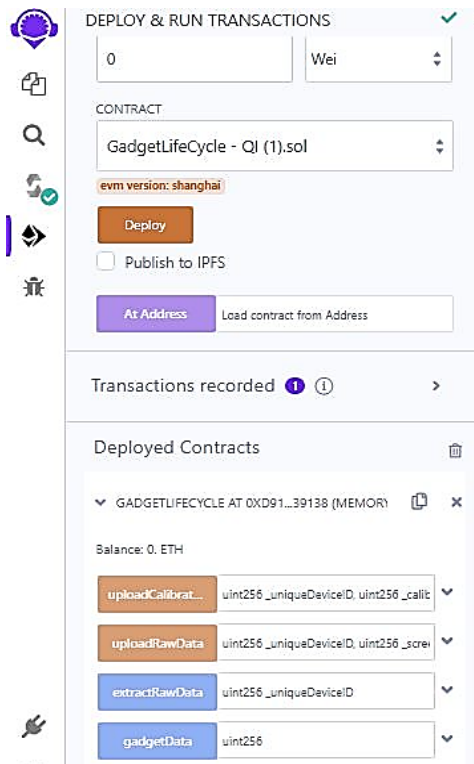 DEPLOY & RUN TRANSACTIONS
0 Wei
CONTRACT
GadgetLifeCycle - QI (1).sol
evm version: shanghai
Deploy
Publish to IPFS
At Address Load contract from Address
Transactions recorded 1 i
Deployed Contracts
GADGETLIFECYCLE AT 0XD91...39138 (MEMORY
Balance: 0. ETH
uploadCalibrat... uint256 _uniqueDeviceID, uint256 _calib
uploadRawData uint256 _uniqueDeviceID, uint256 _scree
extractRawData uint256 _uniqueDeviceID
gadgetData uint256